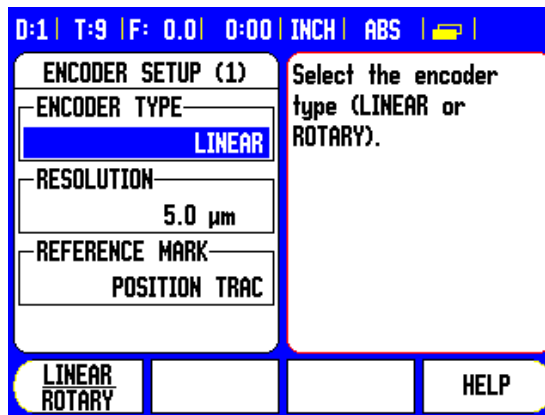 D:1| T:9 |F: 0.0| 0:00| INCH| ABS | |
ENCODER SETUP (1)
ENCODER TYPE
LINEAR
RESOLUTION
5.0 µm
REFERENCE MARK
POSITION TRAC
Select the encoder
type (LINEAR or
ROTARY).
LINEAR
ROTARY
HELP